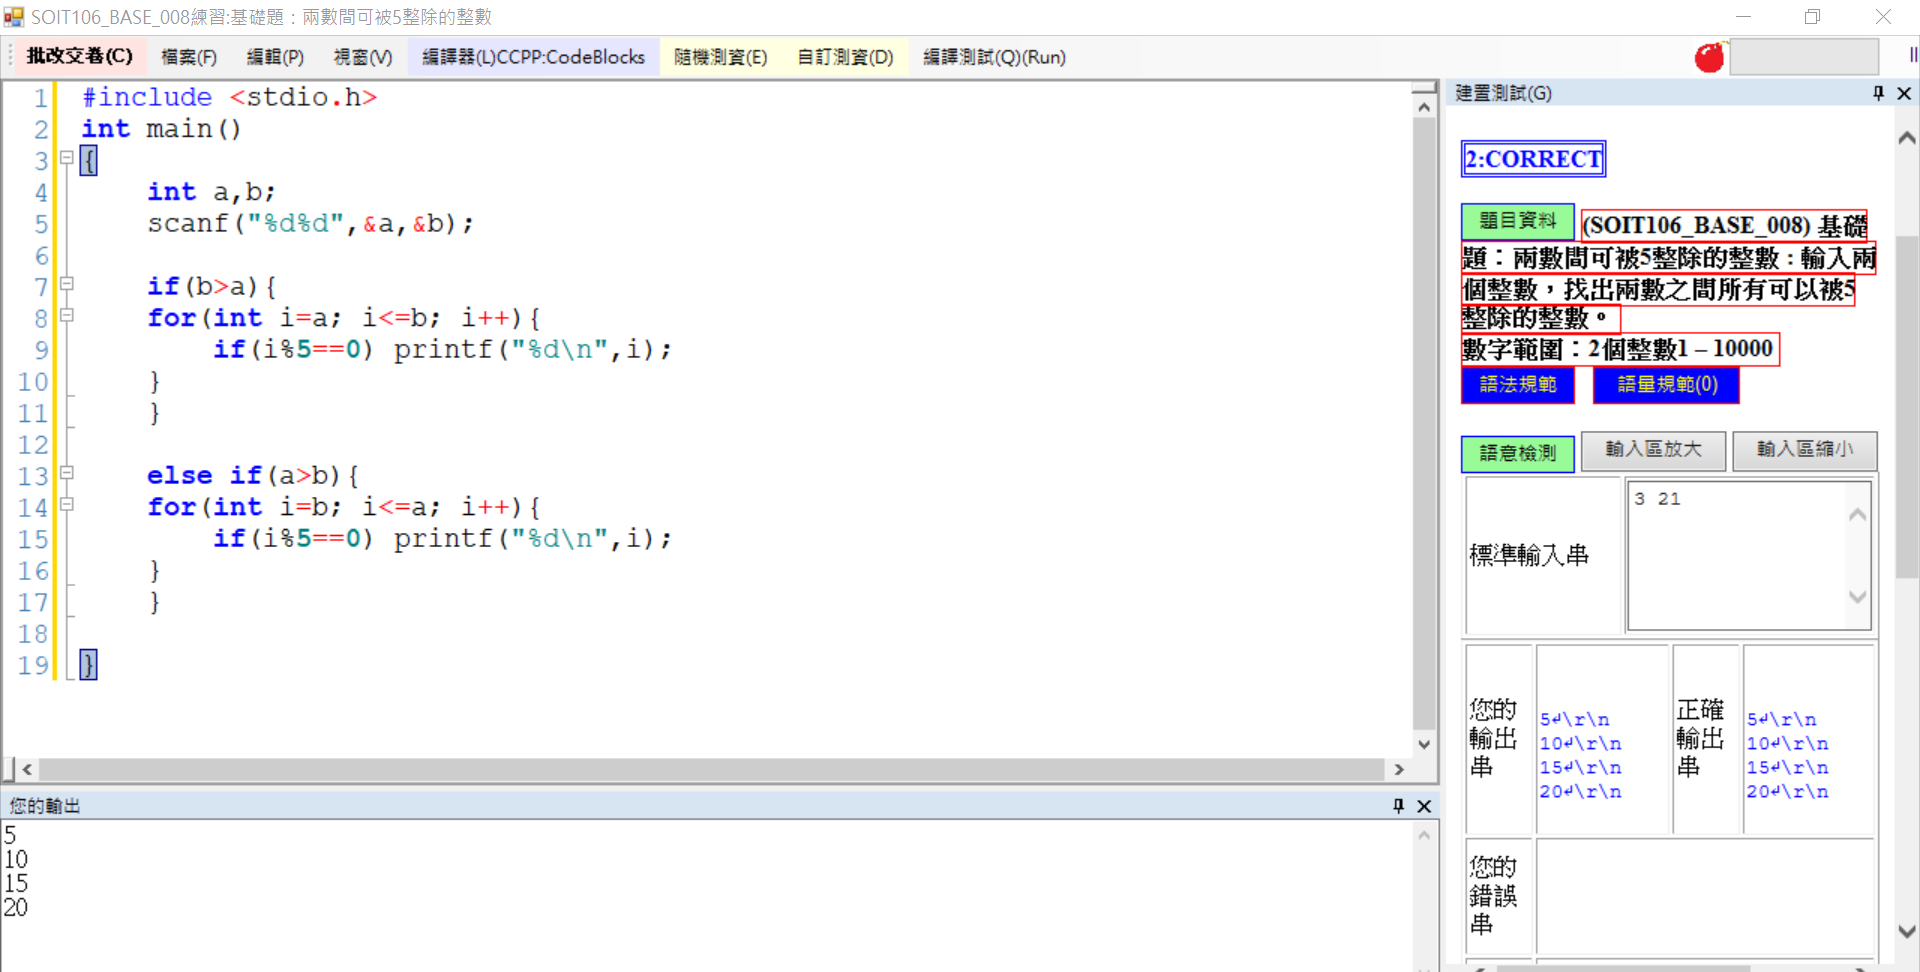 SOIT106_BASE_008練習:基礎題：兩數間可被5整除的整數
批改交卷(C) 檔案(F) 編輯(P) 視窗(V) 編譯器(L)CCPP:CodeBlocks 隨機測資(E) 自訂測資(D) 編譯測試(Q)(Run)
1 #include <stdio.h>
2 int main()
3 {
4 int a,b;
5 scanf("%d%d",&a,&b);
6
7 if(b>a){
8 for(int i=a; i<=b; i++){
9 if(i%5==0) printf("%d\n",i);
10 }
11 }
12
13 else if(a>b){
14 for(int i=b; i<=a; i++){
15 if(i%5==0) printf("%d\n",i);
16 }
17 }
18
19 }
您的輸出
5
10
15
20
建置測試(G)
2:CORRECT
題目資料 (SOIT106_BASE_008) 基礎
題：兩數間可被5整除的整數 : 輸入兩
個整數，找出兩數之間所有可以被5
整除的整數。
數字範圍：2個整數1 – 10000
語法規範 語量規範(0)
語意檢測 輸入區放大 輸入區縮小
標準輸入串
3 21
您的
輸出
串
5↵\r\n
10↵\r\n
15↵\r\n
20↵\r\n
正確
輸出
串
5↵\r\n
10↵\r\n
15↵\r\n
20↵\r\n
您的
錯誤
串